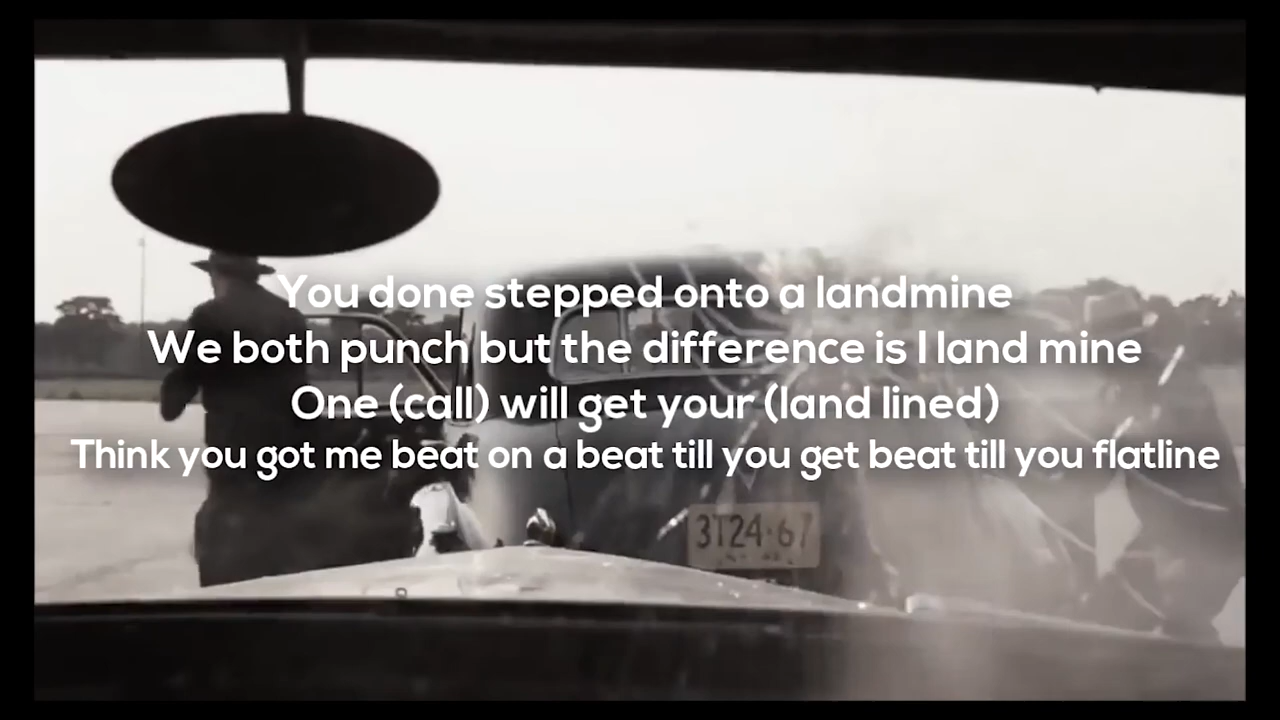 You done stepped onto a landmine
We both punch but the difference is I land mine
One (call) will get your (land lined)
Think you got me beat on a beat till you get beat till you flatline
3T24·67